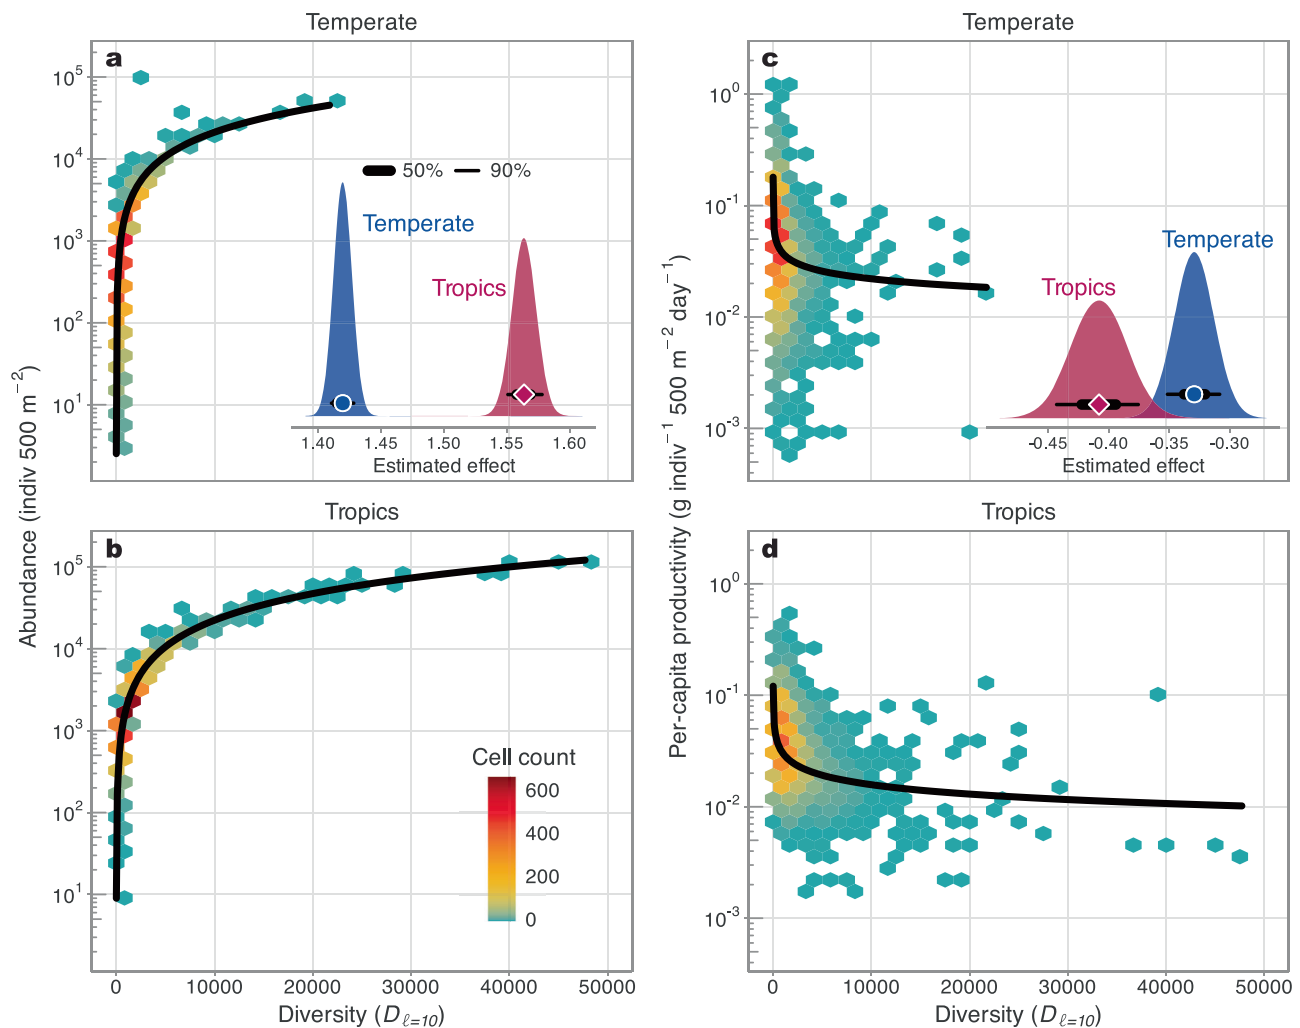 Temperate
a
10^5
10^4
10^3
10^2
10^1
50% 90%
Temperate
Tropics
1.40 1.45 1.50 1.55 1.60
Estimated effect
Abundance (indiv 500 m^−2)
Tropics
b
10^5
10^4
10^3
10^2
10^1
Cell count
600
400
200
0
0 10000 20000 30000 40000 50000
Diversity (D_ℓ=10)
Temperate
c
10^0
10^-1
10^-2
10^-3
Temperate
Tropics
-0.45 -0.40 -0.35 -0.30
Estimated effect
Per-capita productivity (g indiv^−1 500 m^−2 day^−1)
Tropics
d
10^0
10^-1
10^-2
10^-3
0 10000 20000 30000 40000 50000
Diversity (D_ℓ=10)